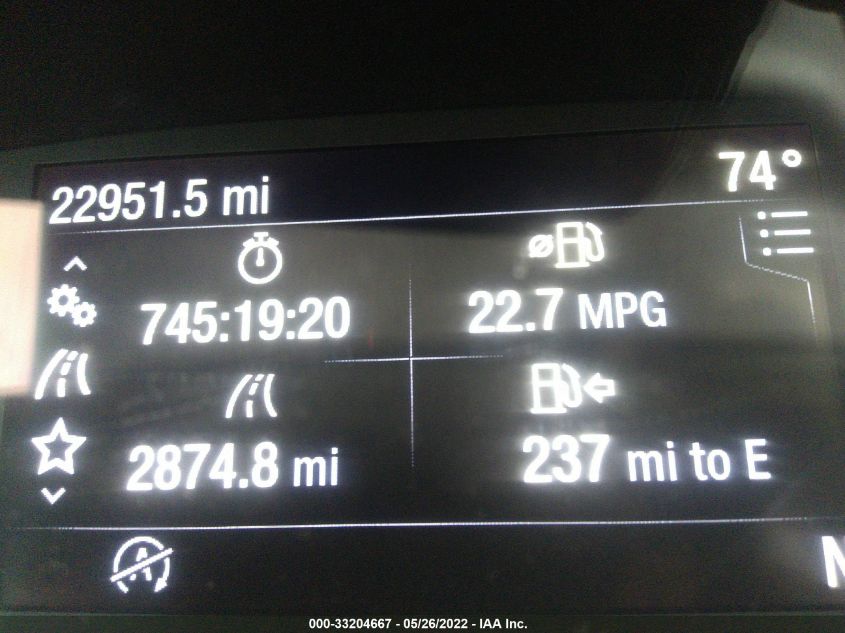 22951.5 mi
74°
745:19:20
22.7 MPG
2874.8 mi
237 mi to E
A
N
000-33204667 - 05/26/2022 - IAA Inc.